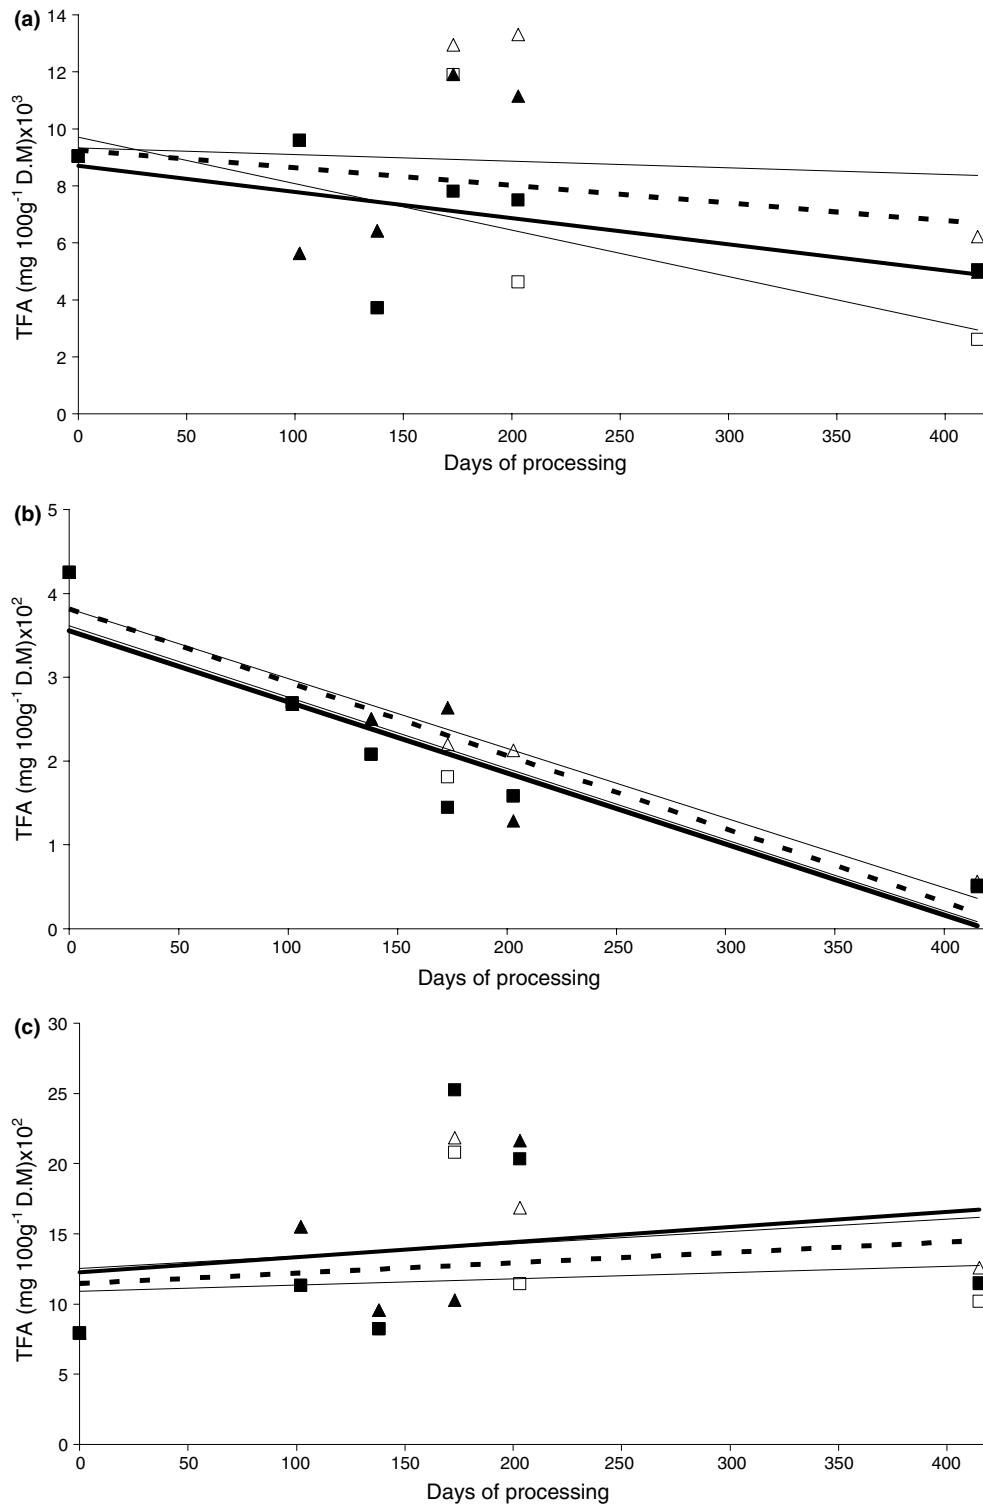 (a)
14
12
10
8
6
4
2
0
TFA (mg 100g⁻¹ D.M)x10³
0 50 100 150 200 250 300 350 400
Days of processing
(b)
5
4
3
2
1
0
TFA (mg 100g⁻¹ D.M)x10²
0 50 100 150 200 250 300 350 400
Days of processing
(c)
30
25
20
15
10
5
0
TFA (mg 100g⁻¹ D.M)x10²
0 50 100 150 200 250 300 350 400
Days of processing